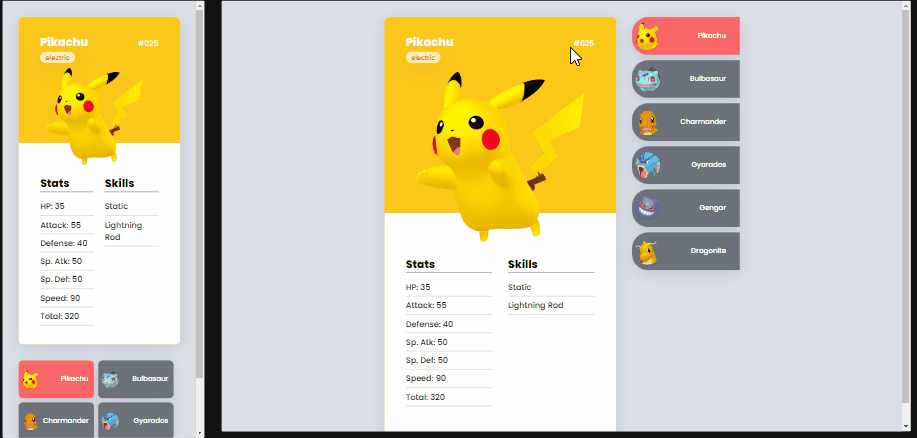 Pikachu
#025
electric
Stats
HP: 35
Attack: 55
Defense: 40
Sp. Atk: 50
Sp. Def: 50
Speed: 90
Total: 320
Skills
Static
Lightning
Rod
Pikachu
Bulbasaur
Charmander
Gyarados
Pikachu
#025
electric
Stats
HP: 35
Attack: 55
Defense: 40
Sp. Atk: 50
Sp. Def: 50
Speed: 90
Total: 320
Skills
Static
Lightning Rod
Pikachu
Bulbasaur
Charmander
Gyarados
Gengar
Dragonite